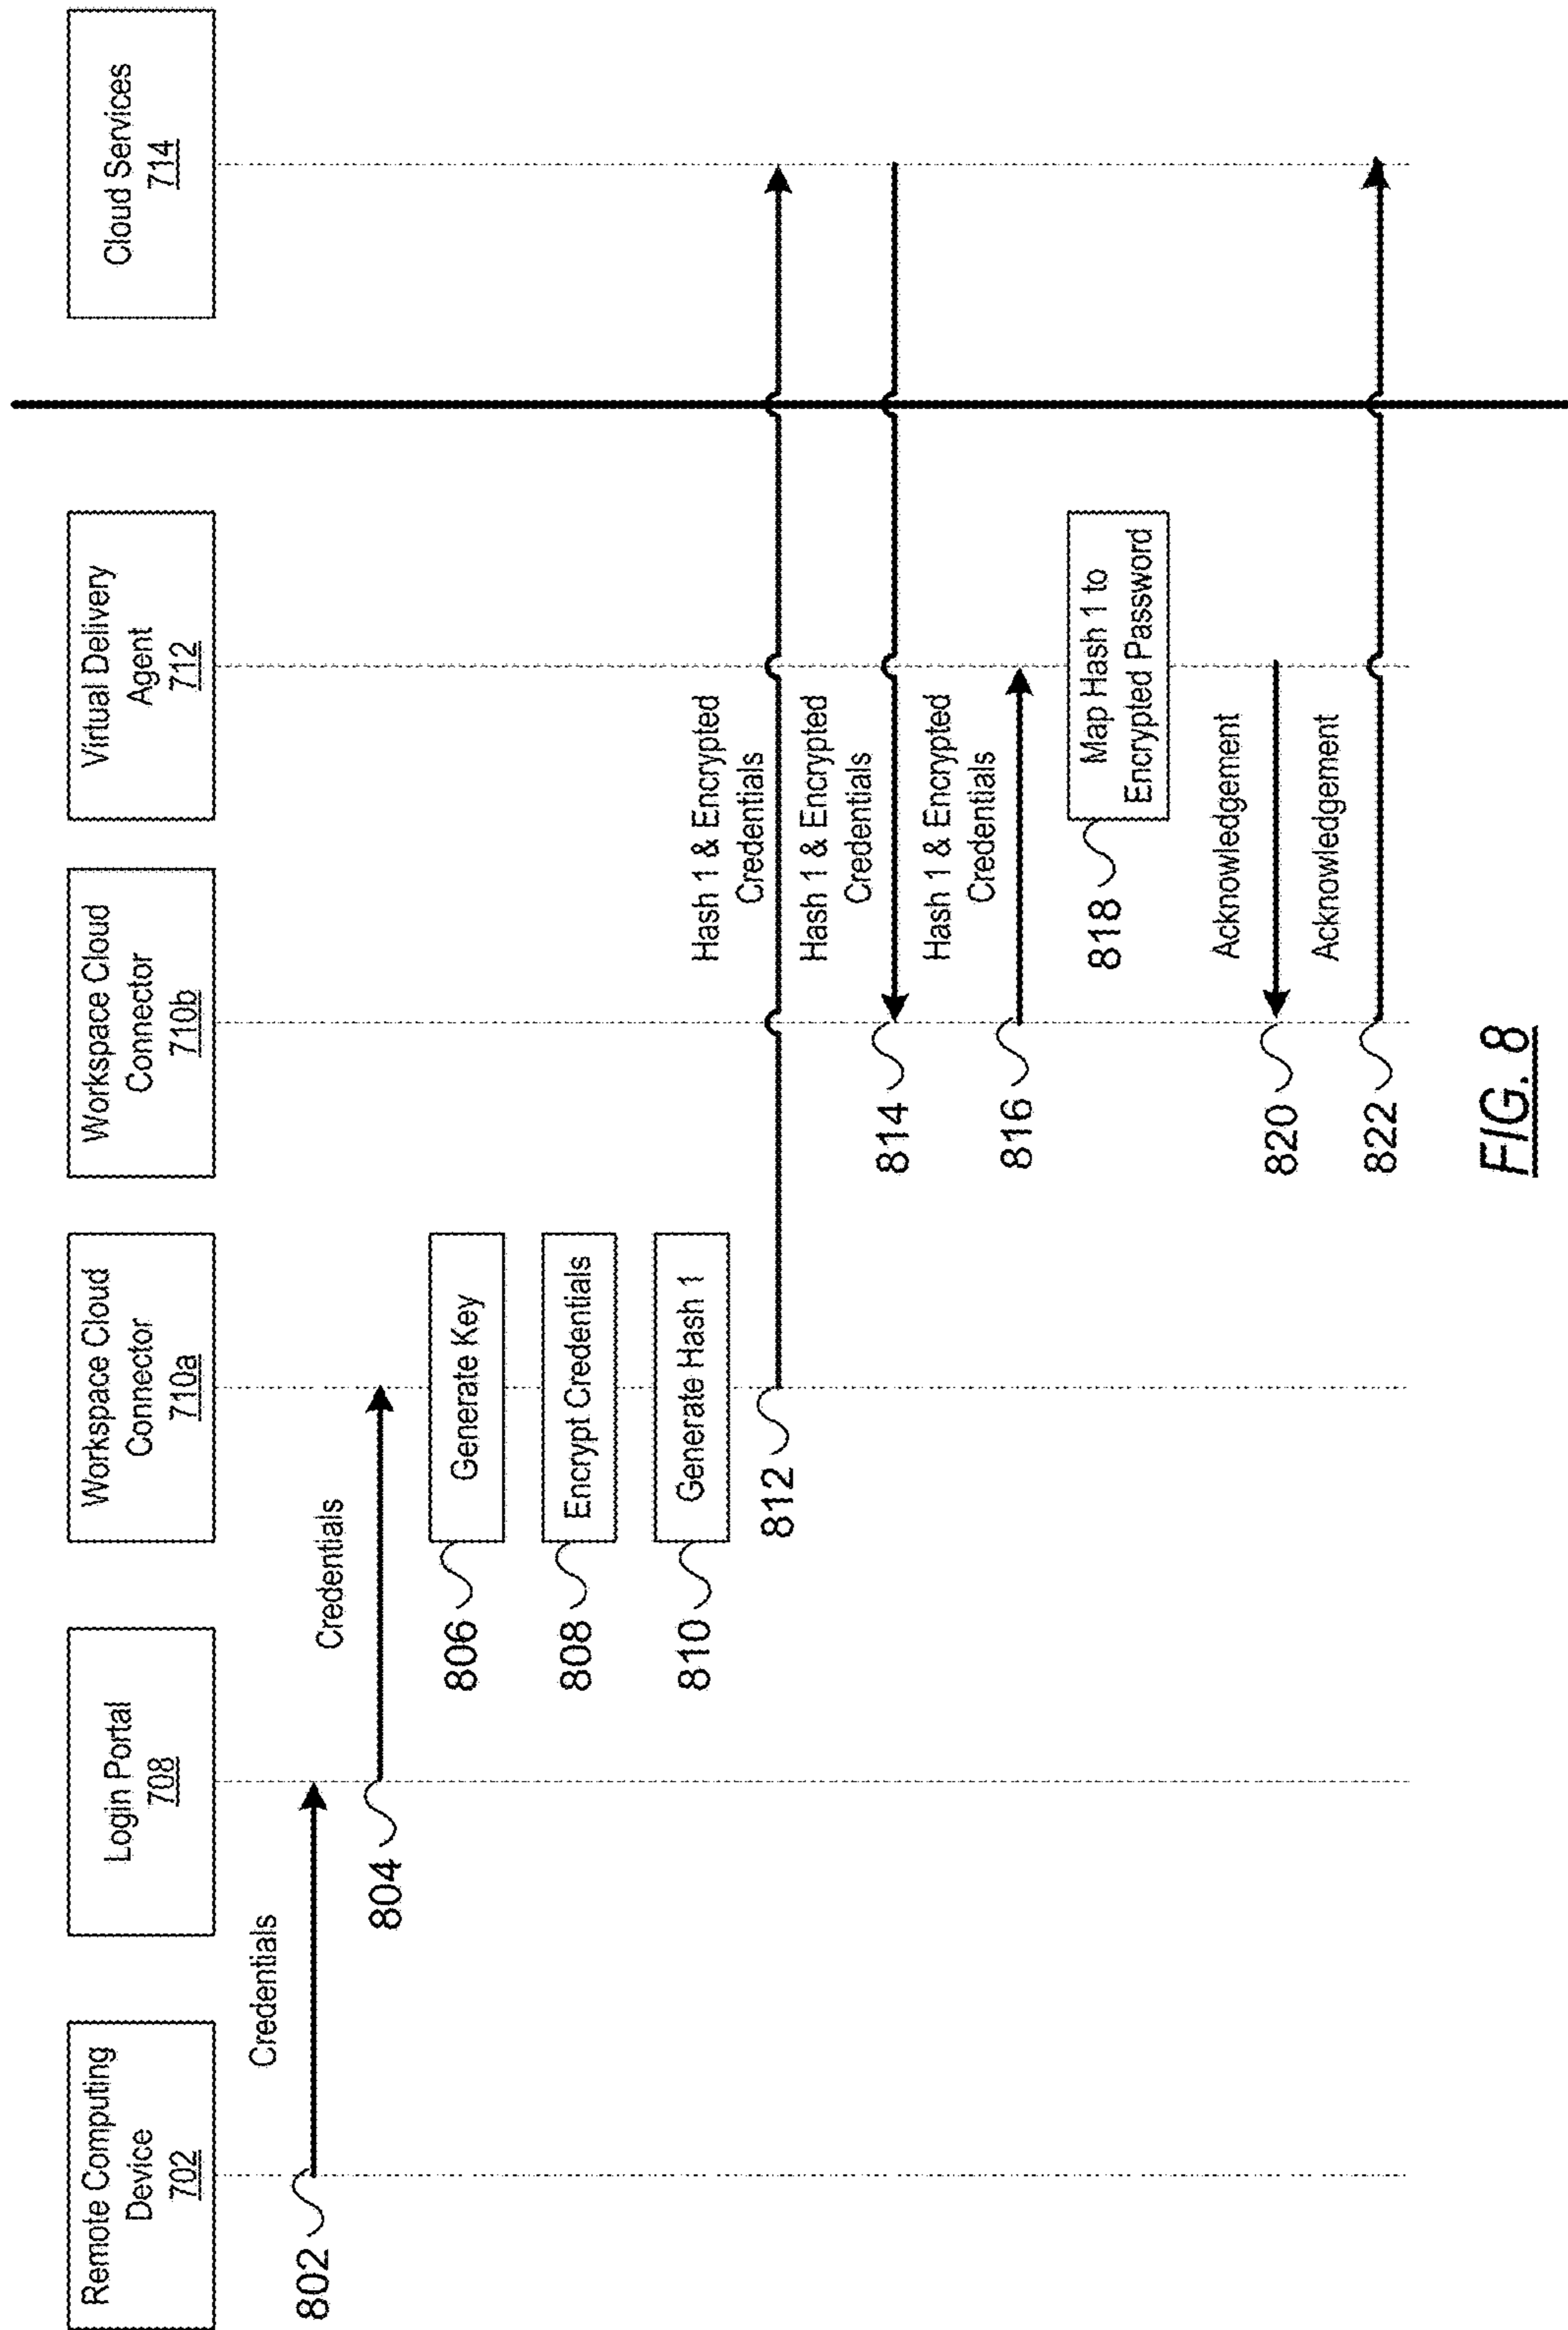 Remote Computing
Device
702
Login Portal
708
Workspace Cloud
Connector
710a
Workspace Cloud
Connector
710b
Virtual Delivery
Agent
712
Cloud Services
714
Credentials
802
Credentials
804
806
Generate Key
808
Encrypt Credentials
810
Generate Hash 1
812
Hash 1 & Encrypted
Credentials
814
Hash 1 & Encrypted
Credentials
816
Hash 1 & Encrypted
Credentials
818
Map Hash 1 to
Encrypted Password
820
Acknowledgement
822
Acknowledgement
FIG. 8